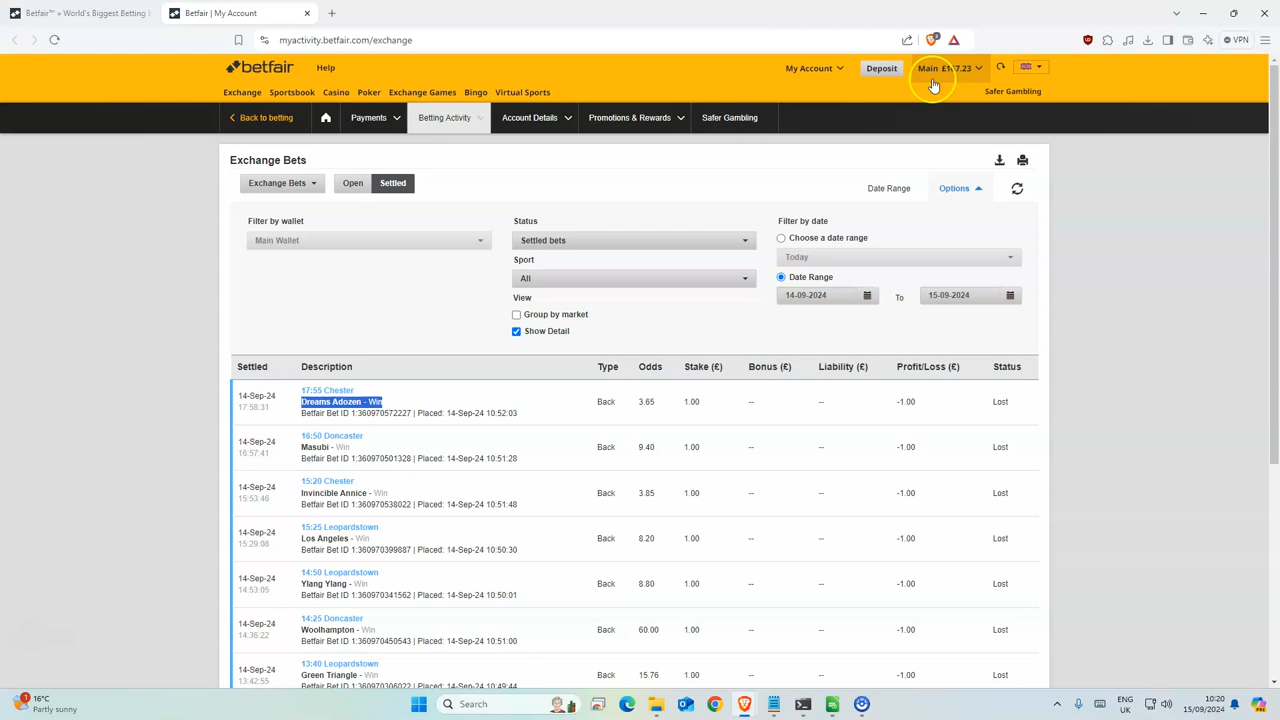 Betfair™ » World's Biggest Betting
Betfair | My Account
myactivity.betfair.com/exchange
VPN
betfair
Help
My Account
Deposit
Main
Exchange Sportsbook Casino Poker Exchange Games Bingo Virtual Sports
Safer Gambling
Back to betting
Payments
Betting Activity
Account Details
Promotions & Rewards
Safer Gambling
Exchange Bets
Exchange Bets
Open
Settled
Date Range
Options
Filter by wallet
Main Wallet
Status
Settled bets
Sport
All
View
Group by market
Show Detail
Filter by date
Choose a date range
Today
Date Range
14-09-2024 To 15-09-2024
Settled Description Type Odds Stake (£) Bonus (£) Liability (£) Profit/Loss (£) Status
17:55 Chester
14-Sep-24 Dreams Adozen - Win Back 3.65 1.00 -- -- -1.00 Lost
17:58:31 Betfair Bet ID 1:360970572227 | Placed: 14-Sep-24 10:52:03
16:50 Doncaster
14-Sep-24 Masubi - Win Back 9.40 1.00 -- -- -1.00 Lost
16:57:41 Betfair Bet ID 1:360970501328 | Placed: 14-Sep-24 10:51:28
15:20 Chester
14-Sep-24 Invincible Annice - Win Back 3.85 1.00 -- -- -1.00 Lost
15:53:46 Betfair Bet ID 1:360970538022 | Placed: 14-Sep-24 10:51:48
15:25 Leopardstown
14-Sep-24 Los Angeles - Win Back 8.20 1.00 -- -- -1.00 Lost
15:29:08 Betfair Bet ID 1:360970399887 | Placed: 14-Sep-24 10:50:30
14:50 Leopardstown
14-Sep-24 Ylang Ylang - Win Back 8.80 1.00 -- -- -1.00 Lost
14:53:05 Betfair Bet ID 1:360970341562 | Placed: 14-Sep-24 10:50:01
14:25 Doncaster
14-Sep-24 Woolhampton - Win Back 60.00 1.00 -- -- -1.00 Lost
14:36:22 Betfair Bet ID 1:360970450543 | Placed: 14-Sep-24 10:51:00
13:40 Leopardstown
14-Sep-24 Green Triangle - Win Back 15.76 1.00 -- -- -1.00 Lost
13:42:55 Betfair Bet ID 1:360970306022 | Placed: 14-Sep-24 10:49:44
16°C
Partly sunny
Search
ENG
UK
10:20
15/09/2024